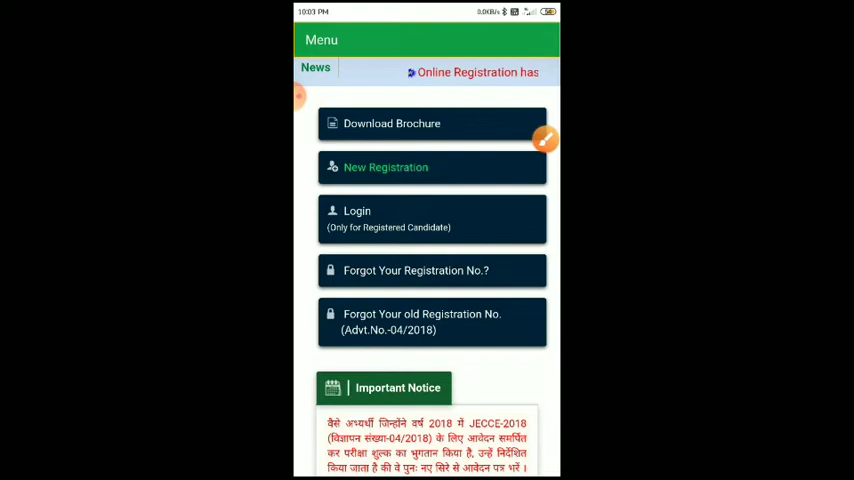 10:03 PM
0.0KB/s
Menu
News
Online Registration has
Download Brochure
New Registration
Login
(Only for Registered Candidate)
Forgot Your Registration No.?
Forgot Your old Registration No.
(Advt.No.-04/2018)
Important Notice
वैसे अभ्यर्थी जिन्होंने वर्ष 2018 में JECCE-2018
(विज्ञापन संख्या-04/2018) के लिए आवेदन समर्पित
कर परीक्षा शुल्क का भुगतान किया है, उन्हें निर्देशित
किया जाता है की वे पुनः नए सिरे से आवेदन पत्र भरें ।